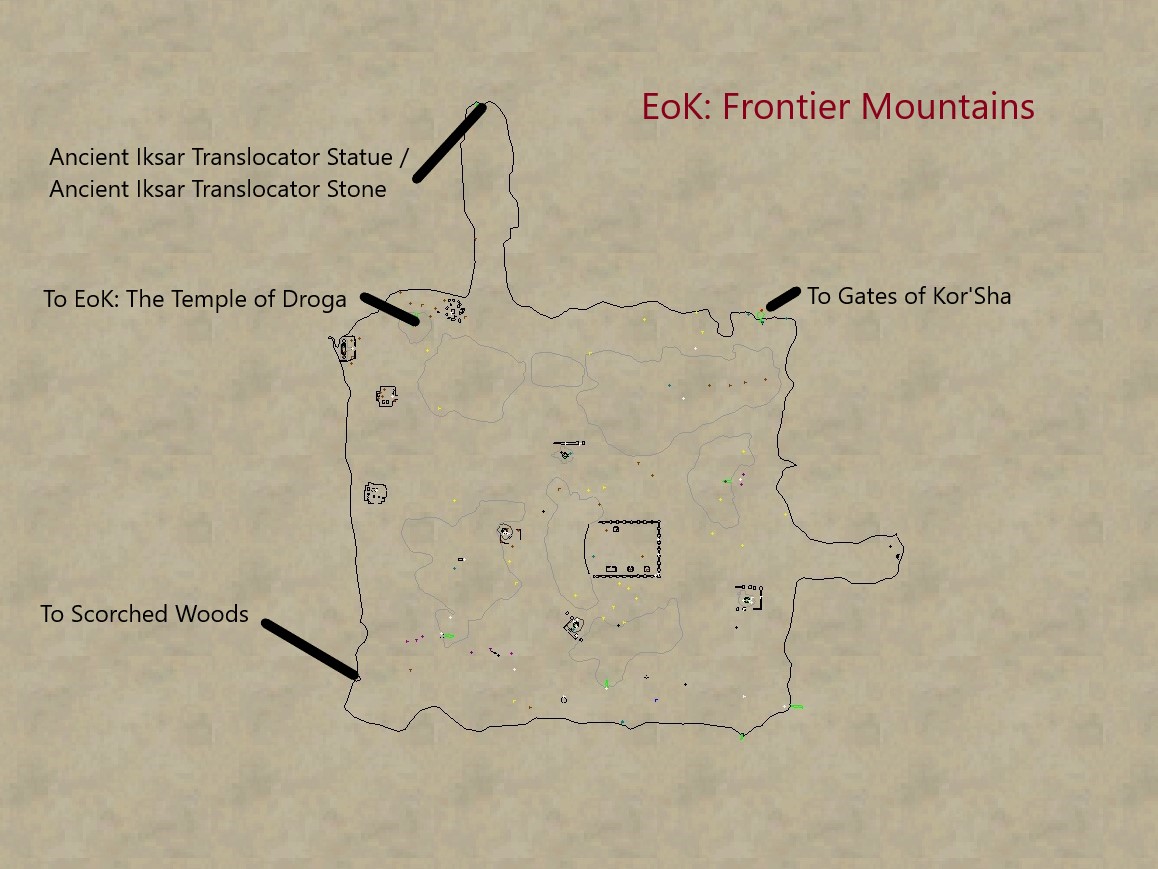 EoK: Frontier Mountains
Ancient Iksar Translocator Statue /
Ancient Iksar Translocator Stone
To EoK: The Temple of Droga
To Gates of Kor'Sha
To Scorched Woods